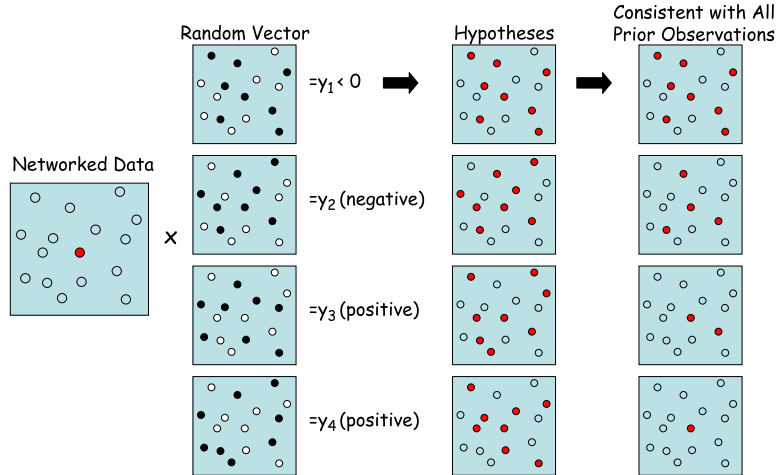 Random Vector
Hypotheses
Consistent with All
Prior Observations
=y1 < 0
Networked Data
x
=y2 (negative)
=y3 (positive)
=y4 (positive)